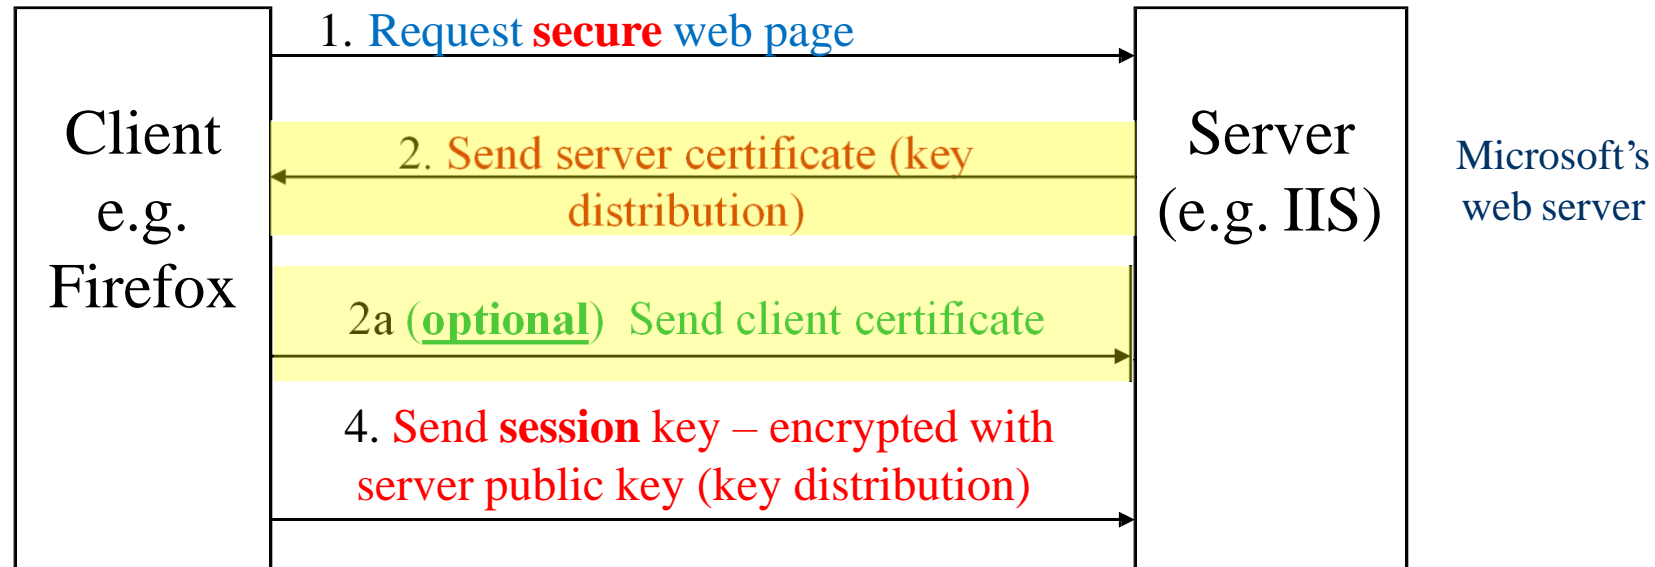 1. Request secure web page
Client
e.g.
Firefox
2. Send server certificate (key
distribution)
2a (optional) Send client certificate
4. Send session key – encrypted with
server public key (key distribution)
Server
(e.g. IIS)
Microsoft’s
web server